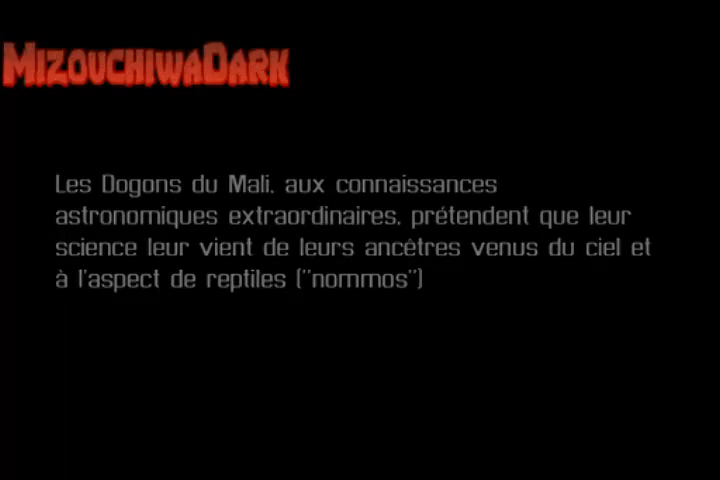 MizouchiwaDark
Les Dogons du Mali, aux connaissances
astronomiques extraordinaires, prétendent que leur
science leur vient de leurs ancêtres venus du ciel et
à l'aspect de reptiles ("nommos")